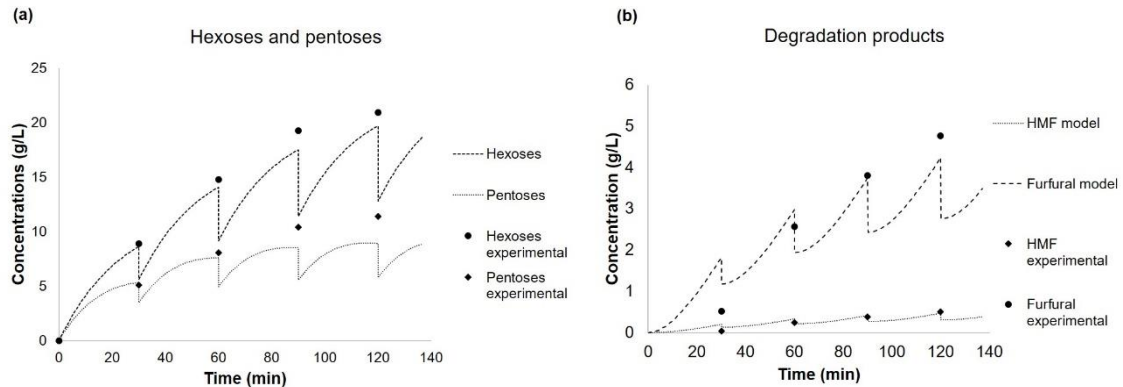 (a)
Hexoses and pentoses
25
20
15
10
5
0
Concentrations (g/L)
0 20 40 60 80 100 120 140
Time (min)
Hexoses
Pentoses
Hexoses
experimental
Pentoses
experimental
(b)
Degradation products
6
5
4
3
2
1
0
Concentration (g/L)
0 20 40 60 80 100 120 140
Time (min)
HMF model
Furfural model
HMF
experimental
Furfural
experimental